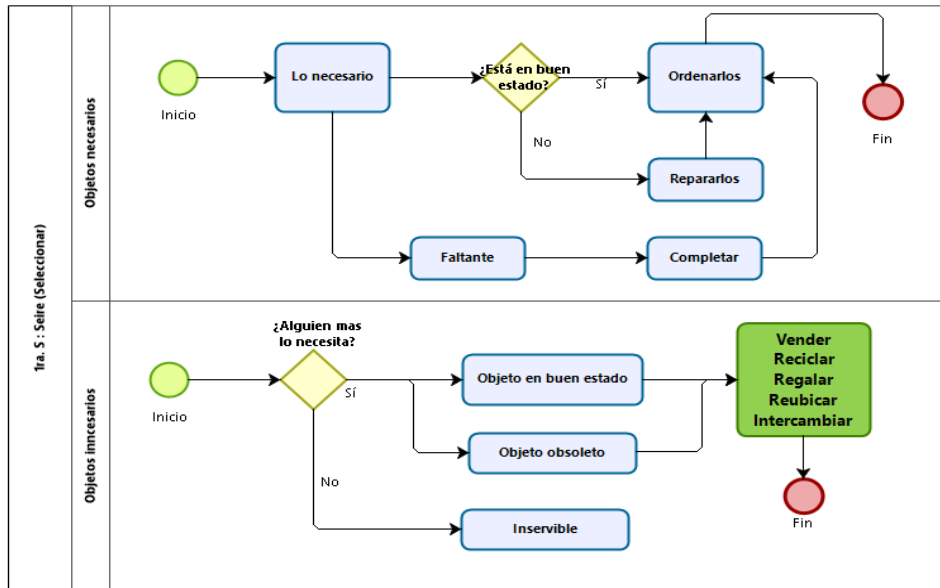 1ra. S : Seire (Seleccionar)
Objetos necesarios
Inicio
Lo necesario
¿Está en buen
estado?
Sí
No
Ordenarlos
Repararlos
Fin
Faltante
Completar
Objetos inncesarios
Inicio
¿Alguien mas
lo necesita?
Sí
No
Objeto en buen estado
Objeto obsoleto
Inservible
Vender
Reciclar
Regalar
Reubicar
Intercambiar
Fin